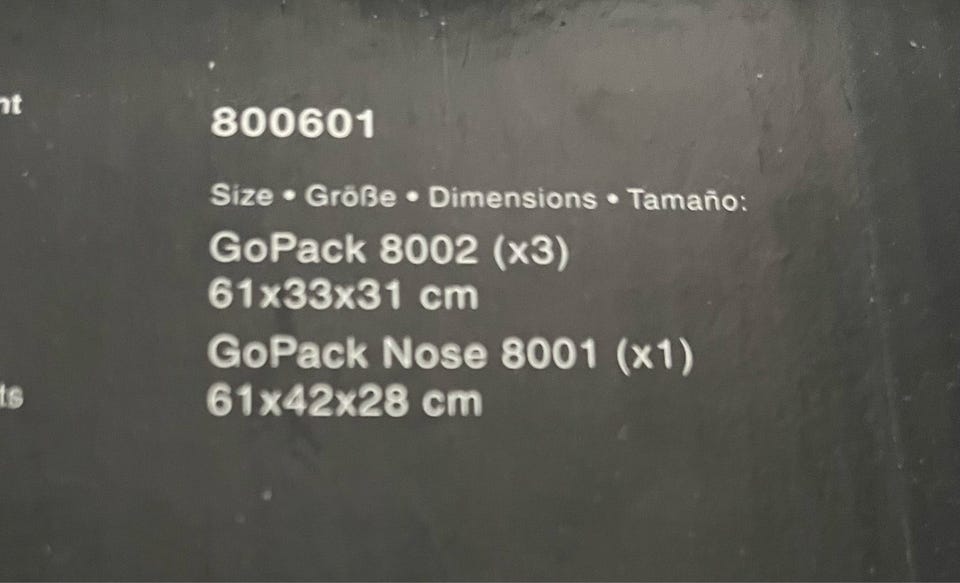 800601
Size • Größe • Dimensions • Tamaño:
GoPack 8002 (x3)
61x33x31 cm
GoPack Nose 8001 (x1)
61x42x28 cm